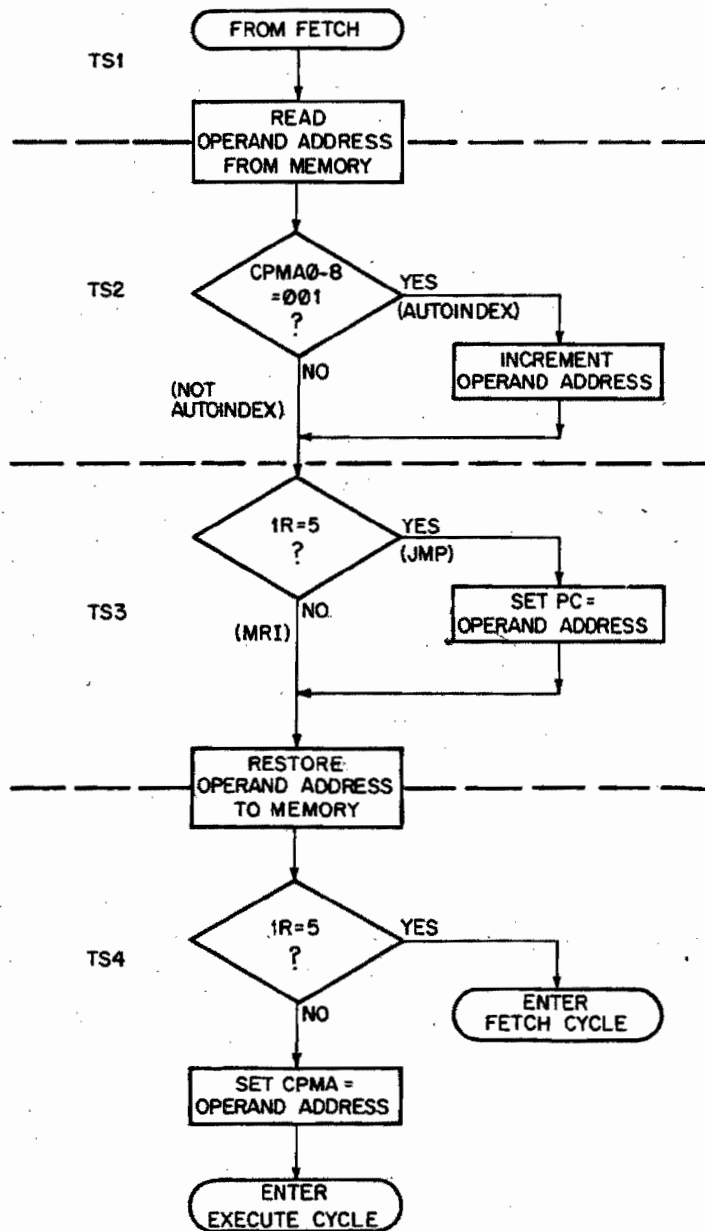 FROM FETCH
TS1
READ
OPERAND ADDRESS
FROM MEMORY
TS2
CPMA0-8
=001
?
YES
(AUTOINDEX)
INCREMENT
OPERAND ADDRESS
NO
(NOT
AUTOINDEX)
IR=5
?
YES
(JMP)
SET PC=
OPERAND ADDRESS
TS3
NO
(MRI)
RESTORE
OPERAND ADDRESS
TO MEMORY
TS4
IR=5
?
YES
ENTER
FETCH CYCLE
NO
SET CPMA=
OPERAND ADDRESS
ENTER
EXECUTE CYCLE